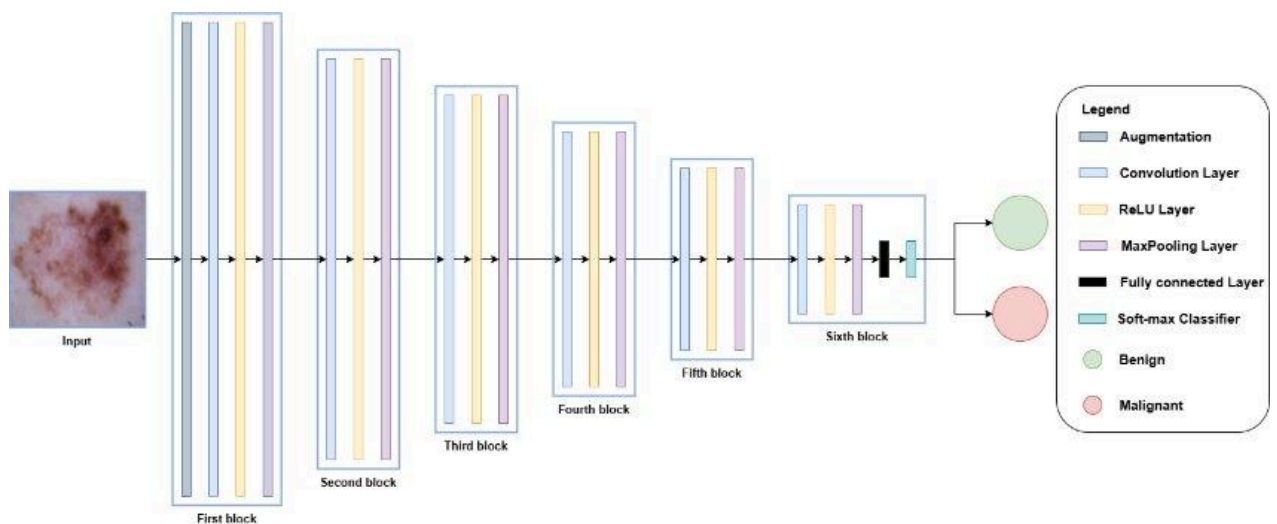 Input
First block
Second block
Third block
Fourth block
Fifth block
Sixth block
Legend
Augmentation
Convolution Layer
ReLU Layer
MaxPooling Layer
Fully connected Layer
Soft-max Classifier
Benign
Malignant